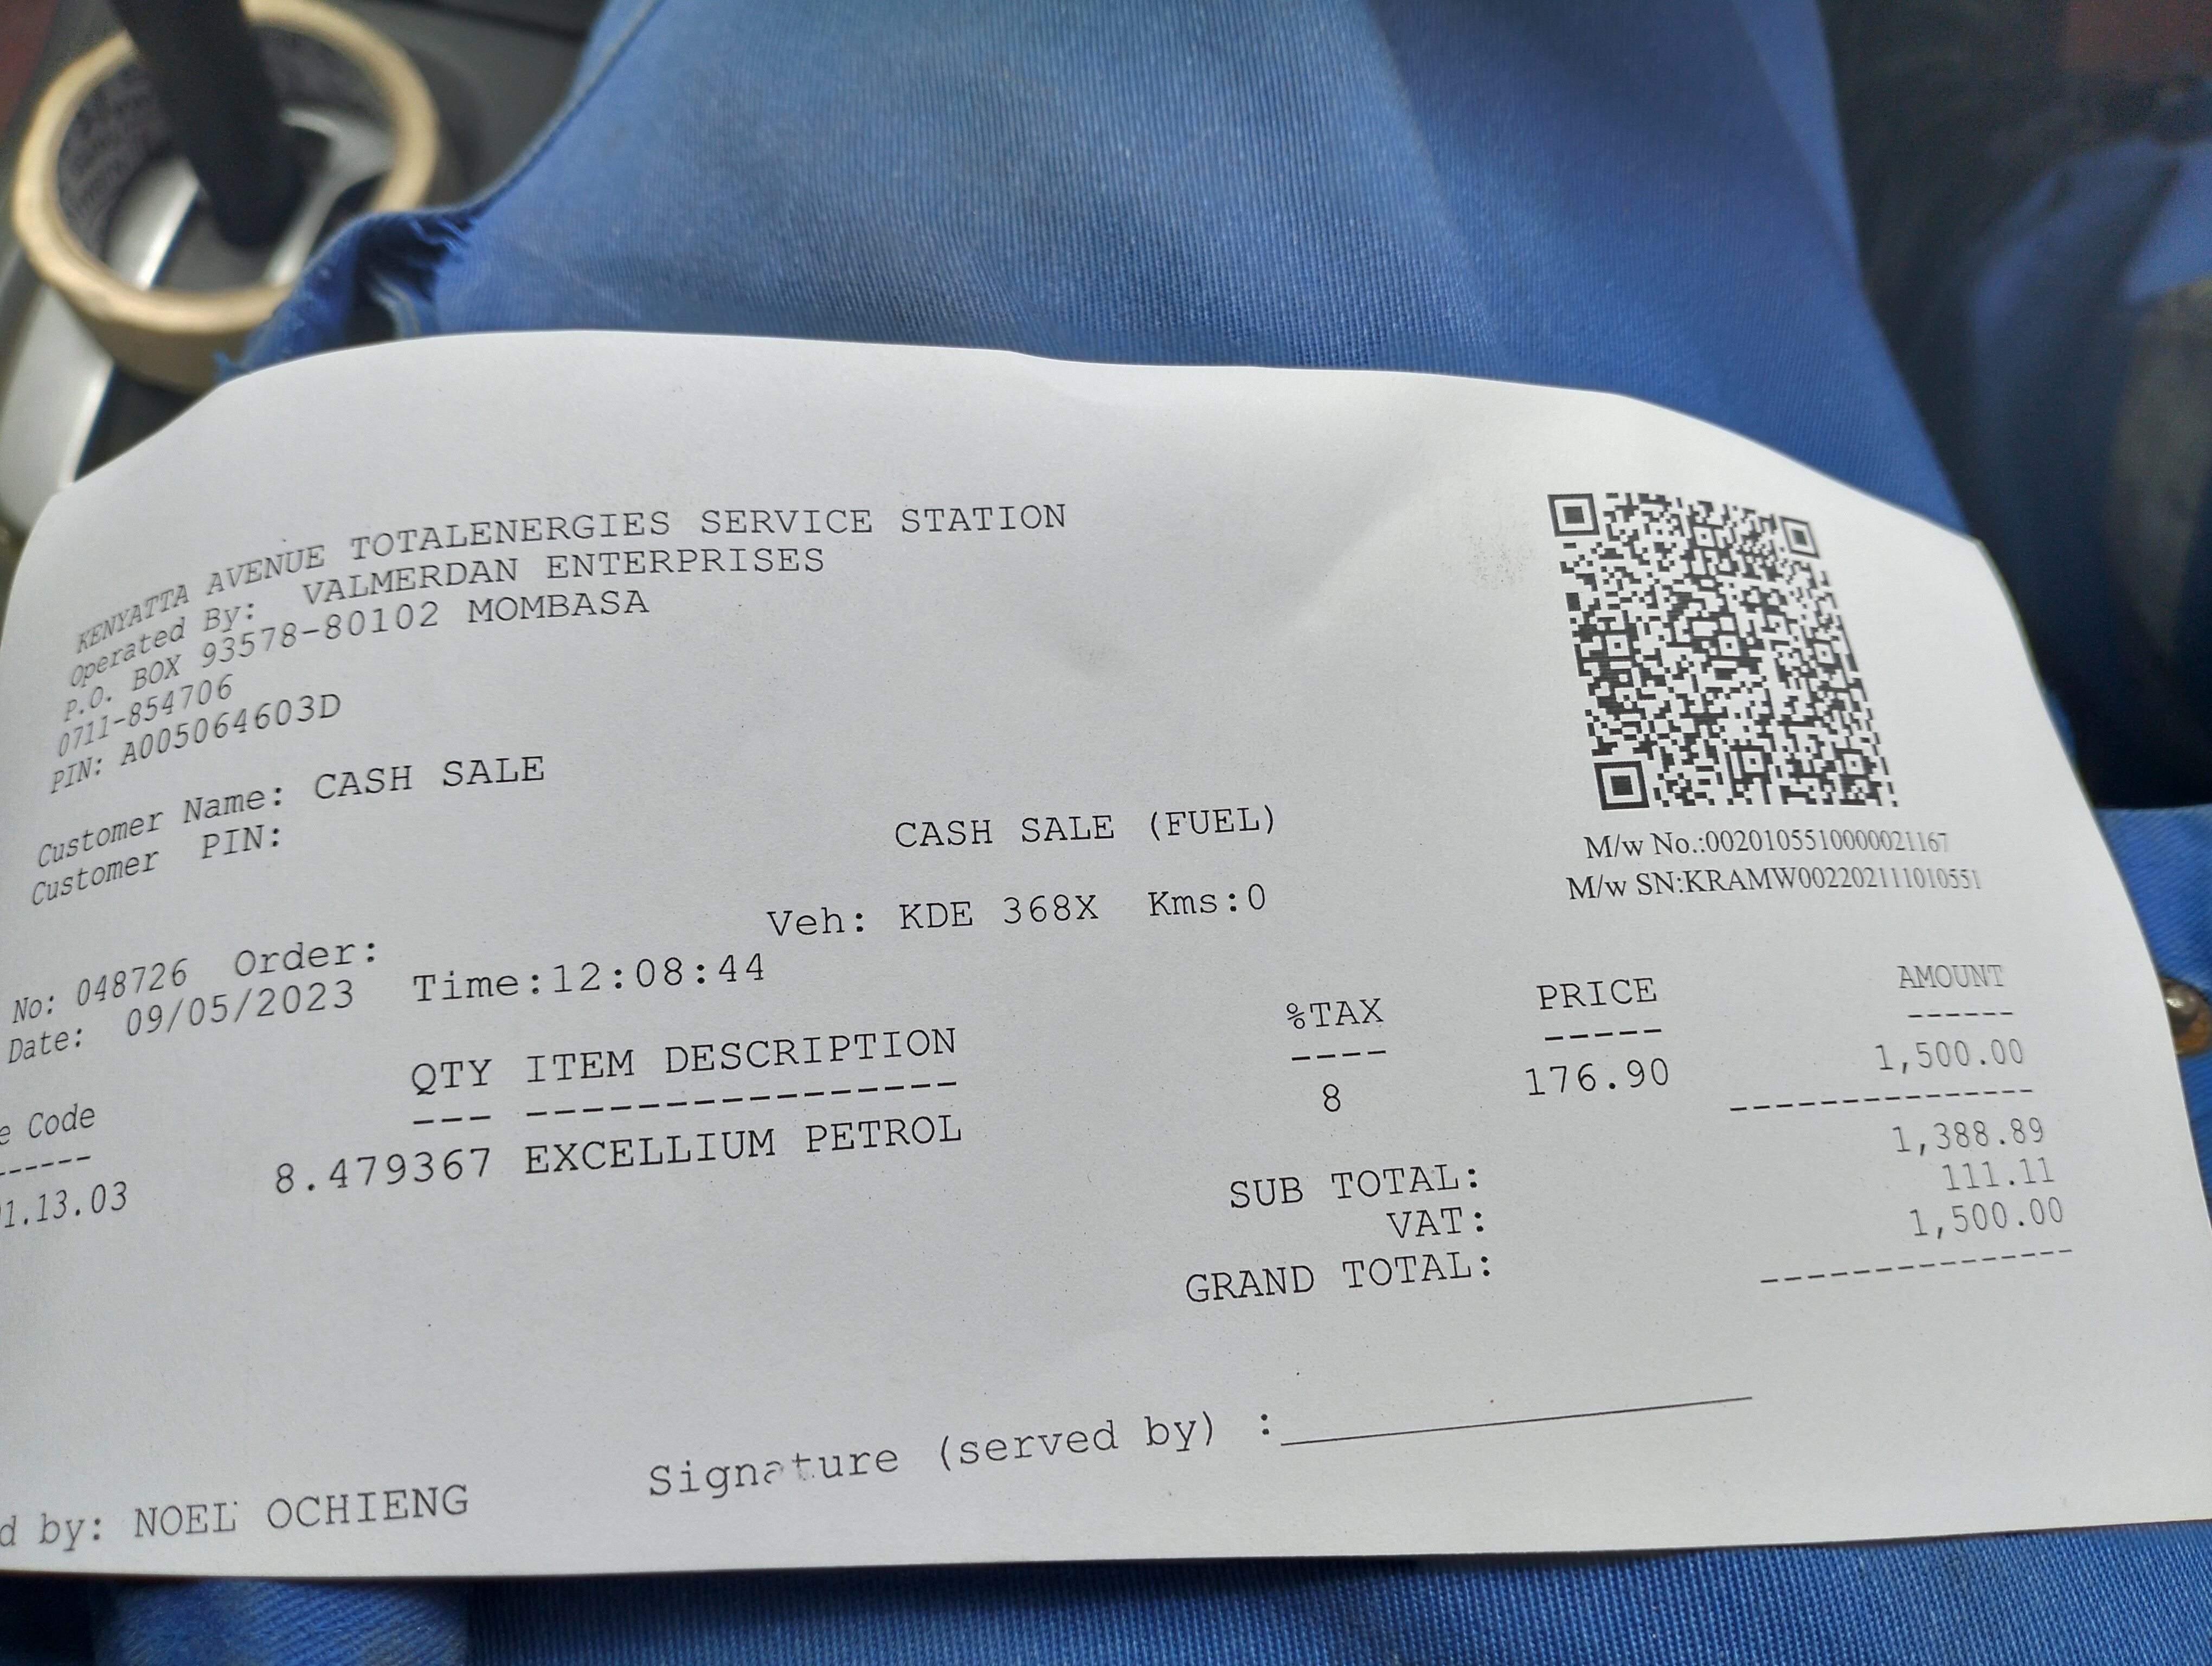 KENYATTA AVENUE TOTALENERGIES SERVICE STATION
Operated By: VALMERDAN ENTERPRISES
P.O. BOX 93578-80102 MOMBASA
0711-854706
PIN: A005064603D
Customer Name: CASH SALE
Customer PIN:
CASH SALE (FUEL)
M/w No.:0020105510000021167
M/w SN:KRAMW002202111010551
Veh: KDE 368X Kms:0
No: 048726 Order:
Date: 09/05/2023 Time:12:08:44
e Code QTY ITEM DESCRIPTION %TAX PRICE AMOUNT
------ --- ---------------- ---- ----- ------
1.13.03 8.479367 EXCELLIUM PETROL 8 176.90 1,500.00
--------------
SUB TOTAL: 1,388.89
VAT: 111.11
GRAND TOTAL: 1,500.00
--------------
d by: NOEL OCHIENG Signature (served by) :